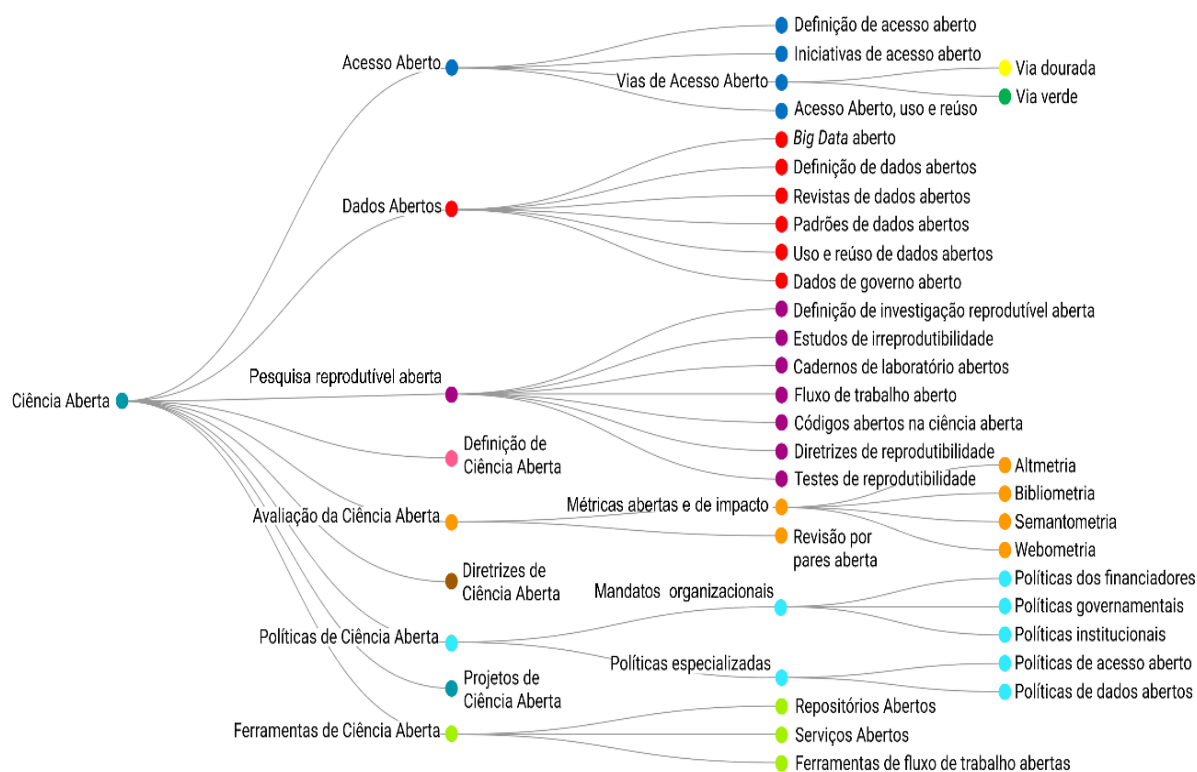 Definição de acesso aberto
Acesso Aberto
Iniciativas de acesso aberto
Vias de Acesso Aberto
Via dourada
Via verde
Acesso Aberto, uso e reúso
Big Data aberto
Definição de dados abertos
Revistas de dados abertos
Dados Abertos
Padrões de dados abertos
Uso e reúso de dados abertos
Dados de governo aberto
Definição de investigação reprodutível aberta
Estudos de irreprodutibilidade
Cadernos de laboratório abertos
Pesquisa reprodutível aberta
Fluxo de trabalho aberto
Ciência Aberta
Códigos abertos na ciência aberta
Definição de
Ciência Aberta
Diretrizes de reprodutibilidade
Testes de reprodutibilidade
Altmetria
Métricas abertas e de impacto
Bibliometria
Avaliação da Ciência Aberta
Semantometria
Revisão por
pares aberta
Webometria
Diretrizes de
Ciência Aberta
Mandatos organizacionais
Políticas dos financiadores
Políticas governamentais
Políticas de Ciência Aberta
Políticas institucionais
Políticas especializadas
Políticas de acesso aberto
Projetos de
Ciência Aberta
Políticas de dados abertos
Repositórios Abertos
Ferramentas de Ciência Aberta
Serviços Abertos
Ferramentas de fluxo de trabalho abertas